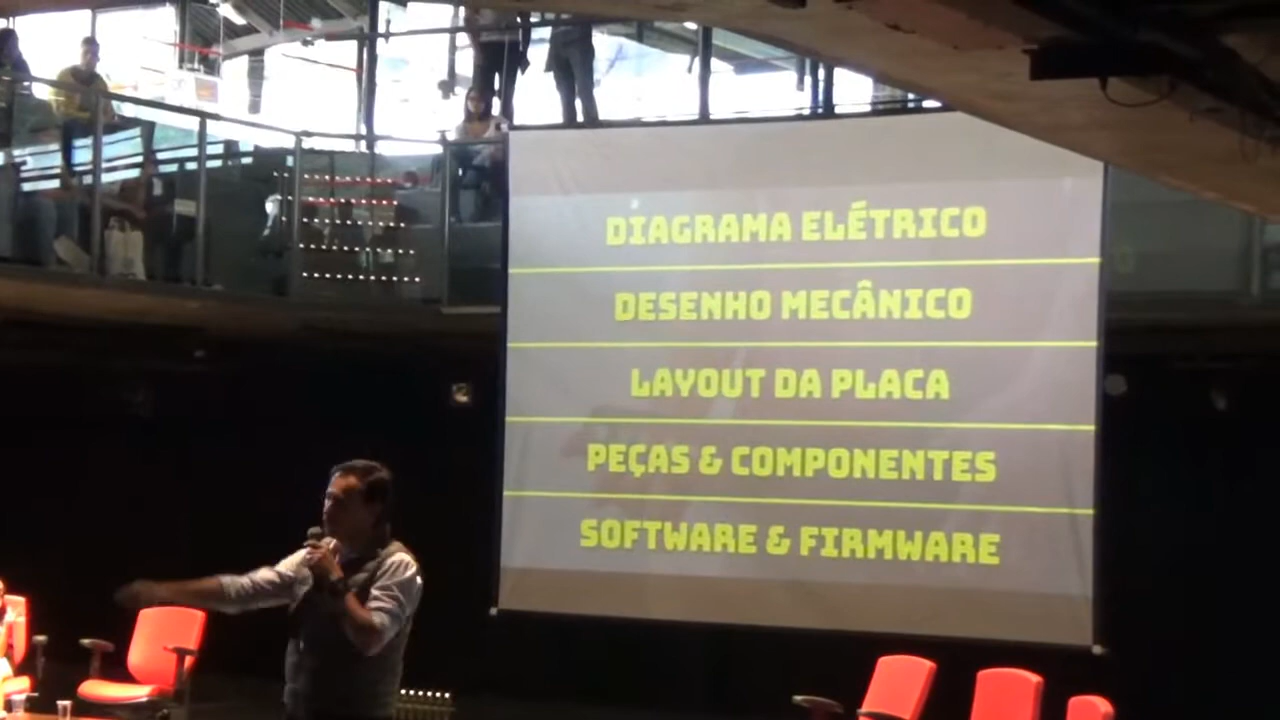 DIAGRAMA ELÉTRICO
DESENHO MECÂNICO
LAYOUT DA PLACA
PEÇAS & COMPONENTES
SOFTWARE & FIRMWARE